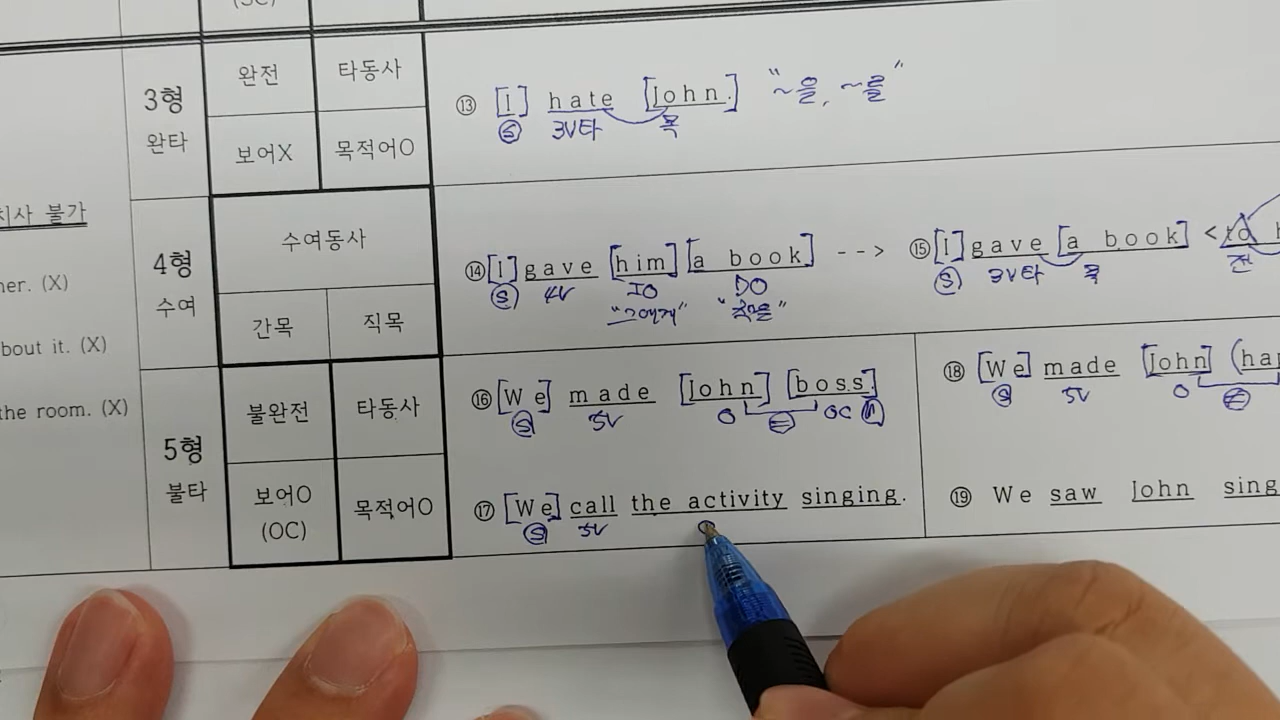 (SC)
3형
완타
완전
타동사
보어X
목적어O
⑬ [I] hate [John.] "~을, ~를"
Ⓢ 3V타 목
치사 불가
her. (X)
bout it. (X)
the room. (X)
4형
수여
수여동사
간목
직목
⑭ [I] gave [him] [a book] --> ⑮ [I] gave [a book] < to
Ⓢ 4V IO DO Ⓢ 3V타 목 전
"그에게" "책을"
5형
불타
불완전
타동사
보어O
(OC)
목적어O
⑯ [We] made [John] [boss.]
Ⓢ 5V O = OC ⓝ
⑰ [We] call the activity singing.
Ⓢ 5V O
⑱ [We] made [John] (hap
Ⓢ 5V O =
⑲ We saw John sing